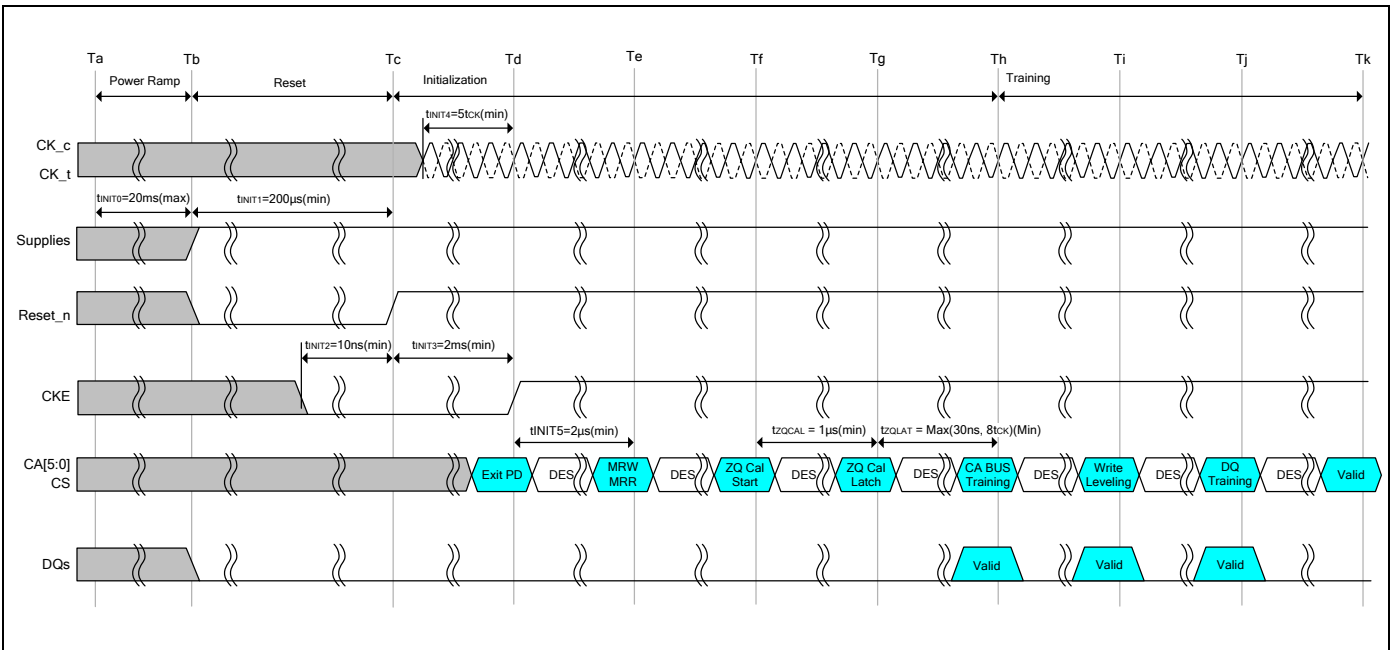 Ta Tb Tc Td Te Tf Tg Th Ti Tj Tk
Power Ramp Reset Initialization Training
tINIT4=5tCK(min)
CK_c
CK_t
tINIT0=20ms(max) tINIT1=200µs(min)
Supplies
Reset_n
tINIT2=10ns(min) tINIT3=2ms(min)
CKE
tINIT5=2µs(min) tZQCAL = 1µs(min) tZQLAT = Max(30ns, 8tCK)(Min)
CA[5:0]
CS
Exit PD DES MRW DES ZQ Cal DES ZQ Cal DES CA BUS DES Write DES DQ DES Valid
MRR Start Latch Training Leveling Training
DQs Valid Valid Valid